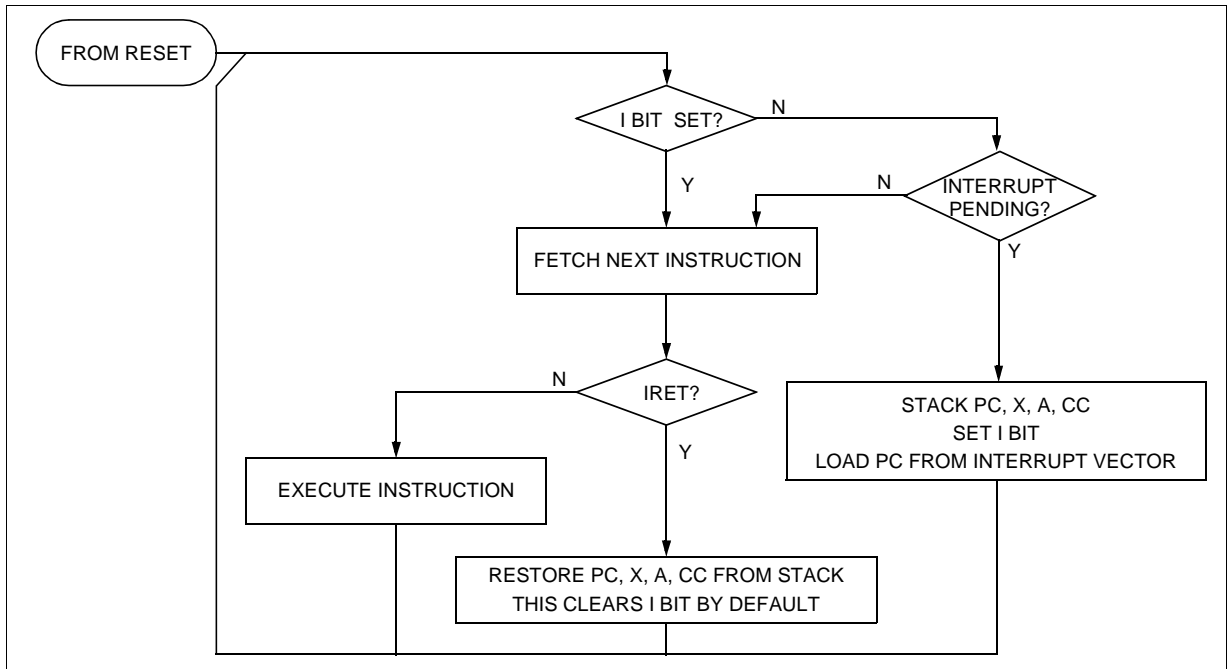 FROM RESET
I BIT SET?
N
Y
N
INTERRUPT
PENDING?
Y
FETCH NEXT INSTRUCTION
N
IRET?
Y
STACK PC, X, A, CC
SET I BIT
LOAD PC FROM INTERRUPT VECTOR
EXECUTE INSTRUCTION
RESTORE PC, X, A, CC FROM STACK
THIS CLEARS I BIT BY DEFAULT